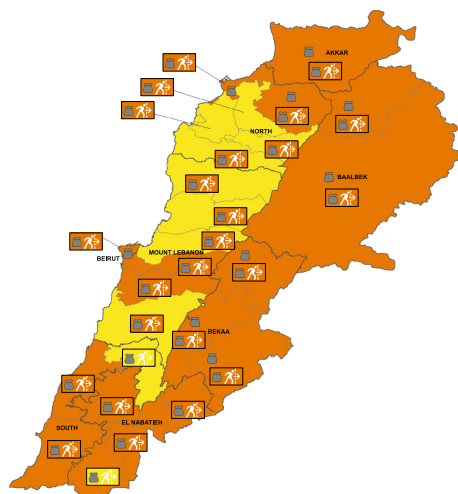 AKKAR
NORTH
BAALBEK
MOUNT LEBANON
BEIRUT
BEKAA
EL NABATIEH
SOUTH